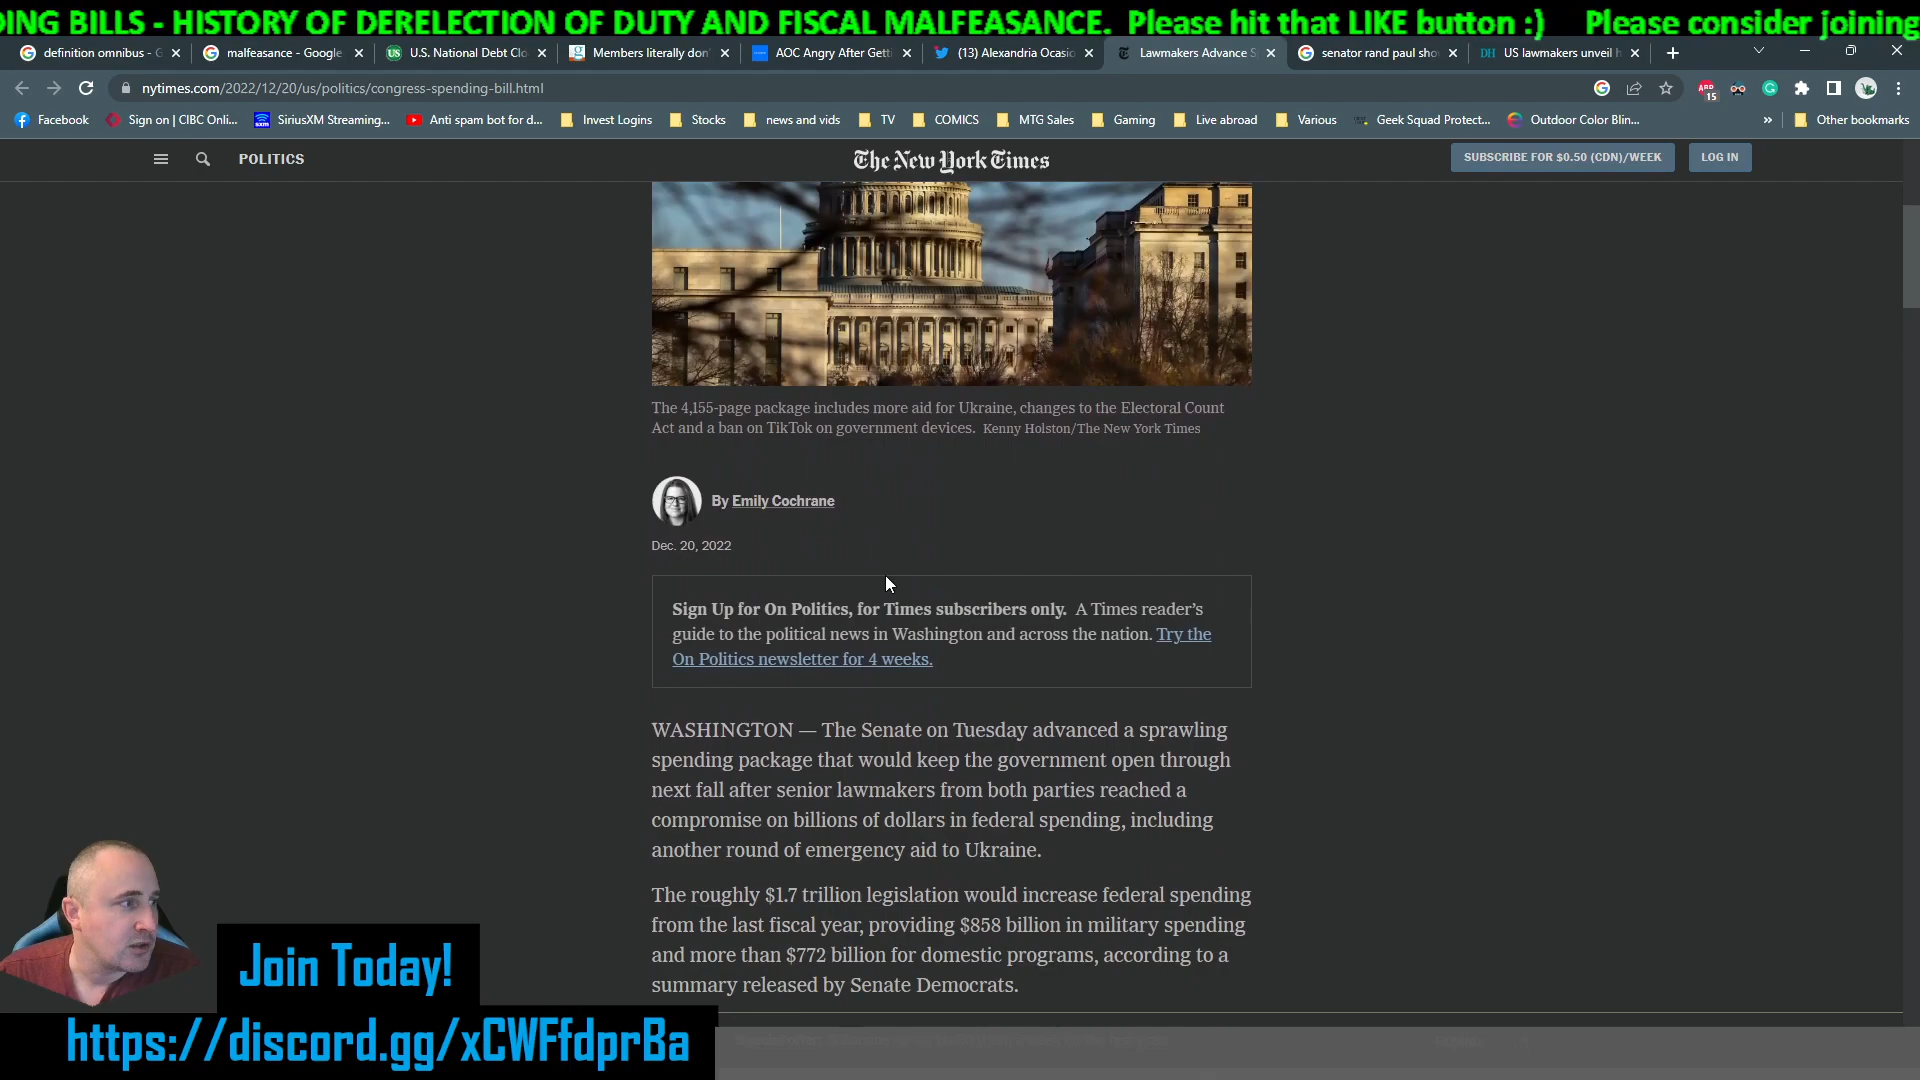 DING BILLS - HISTORY OF DERELECTION OF DUTY AND FISCAL MALFEASANCE. Please hit that LIKE button :) Please consider joining
definition omnibus - G
malfeasance - Google
U.S. National Debt Clo
Members literally don'
AOC Angry After Getti
(13) Alexandria Ocasio
Lawmakers Advance S
senator rand paul sho
US lawmakers unveil h
nytimes.com/2022/12/20/us/politics/congress-spending-bill.html
15
Facebook
Sign on | CIBC Onli...
SiriusXM Streaming...
Anti spam bot for d...
Invest Logins
Stocks
news and vids
TV
COMICS
MTG Sales
Gaming
Live abroad
Various
Geek Squad Protect...
Outdoor Color Blin...
»
Other bookmarks
POLITICS
The New York Times
SUBSCRIBE FOR $0.50 (CDN)/WEEK
LOG IN
The 4,155-page package includes more aid for Ukraine, changes to the Electoral Count
Act and a ban on TikTok on government devices. Kenny Holston/The New York Times
By Emily Cochrane
Dec. 20, 2022
Sign Up for On Politics, for Times subscribers only. A Times reader's
guide to the political news in Washington and across the nation. Try the
On Politics newsletter for 4 weeks.
WASHINGTON — The Senate on Tuesday advanced a sprawling
spending package that would keep the government open through
next fall after senior lawmakers from both parties reached a
compromise on billions of dollars in federal spending, including
another round of emergency aid to Ukraine.
The roughly $1.7 trillion legislation would increase federal spending
from the last fiscal year, providing $858 billion in military spending
and more than $772 billion for domestic programs, according to a
summary released by Senate Democrats.
Join Today!
https://discord.gg/xCWFfdprBa